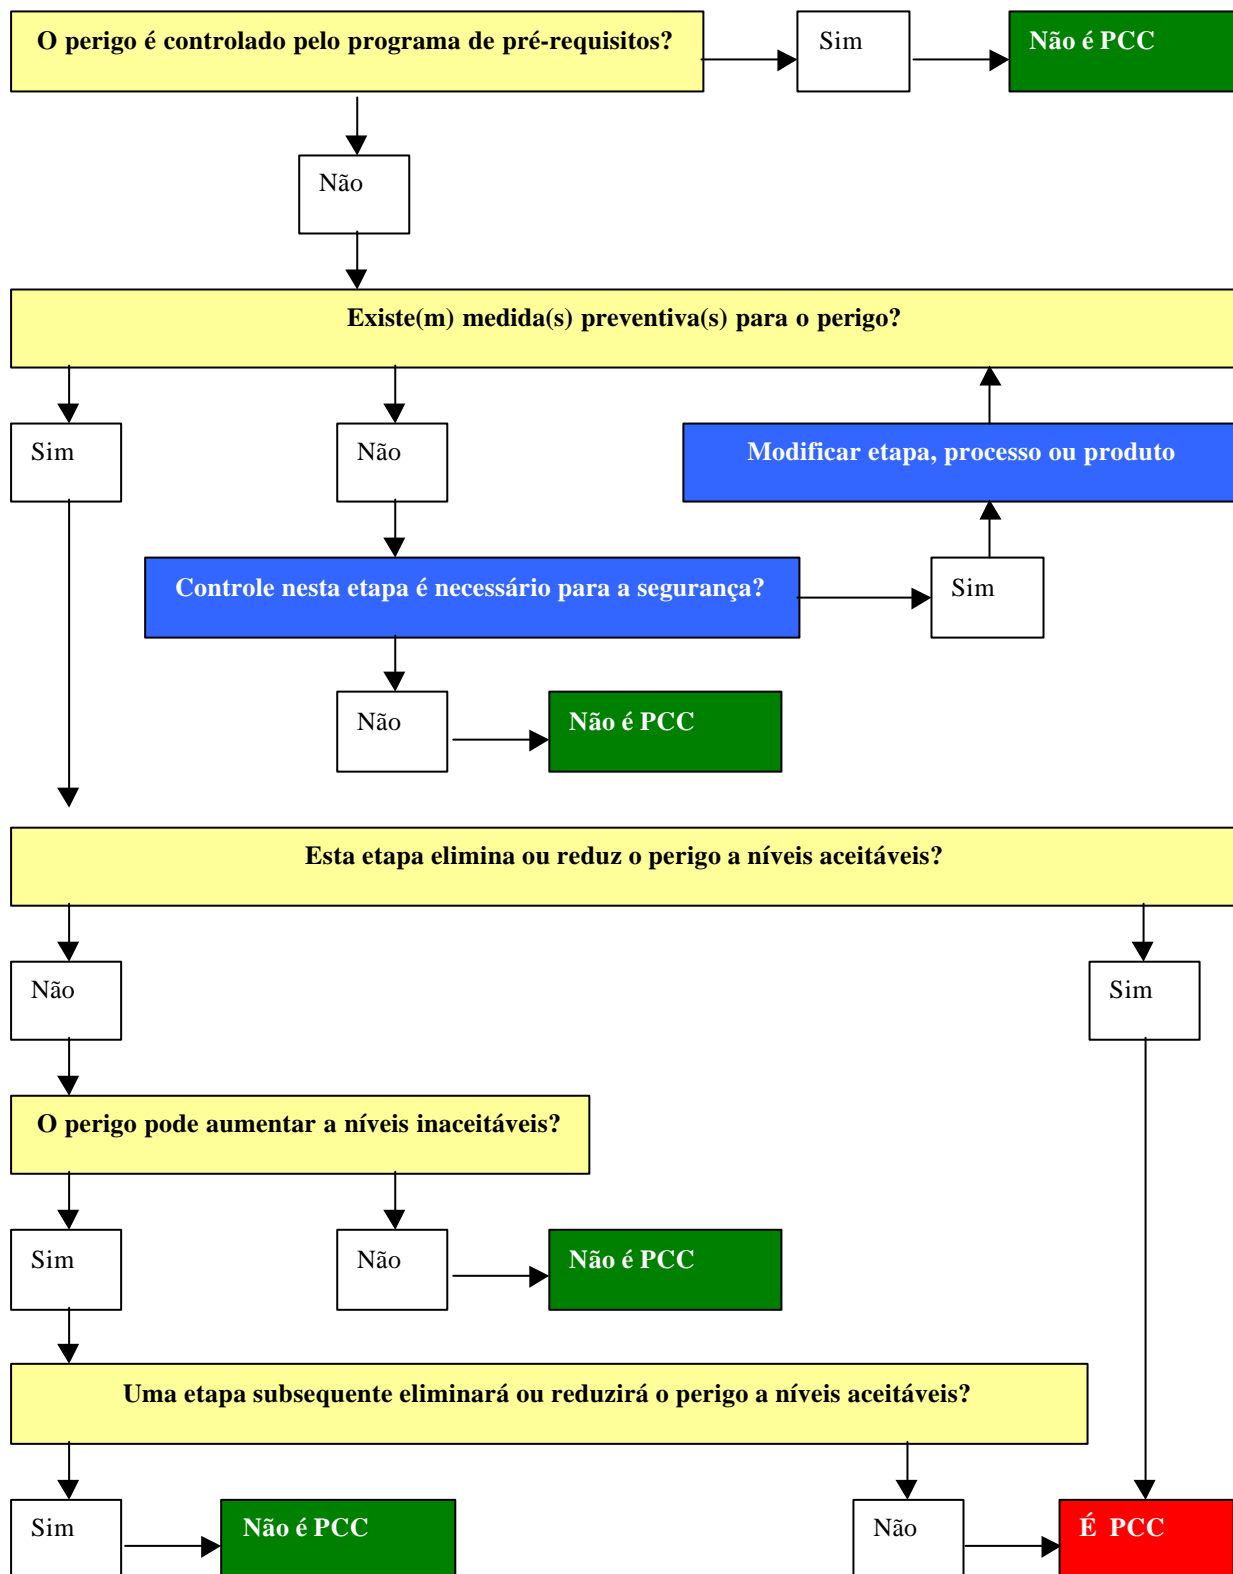 O perigo é controlado pelo programa de pré-requisitos?
Sim
Não é PCC
Não
Existe(m) medida(s) preventiva(s) para o perigo?
Sim
Não
Modificar etapa, processo ou produto
Controle nesta etapa é necessário para a segurança?
Sim
Não
Não é PCC
Esta etapa elimina ou reduz o perigo a níveis aceitáveis?
Não
Sim
O perigo pode aumentar a níveis inaceitáveis?
Sim
Não
Não é PCC
Uma etapa subsequente eliminará ou reduzirá o perigo a níveis aceitáveis?
Sim
Não é PCC
Não
É PCC